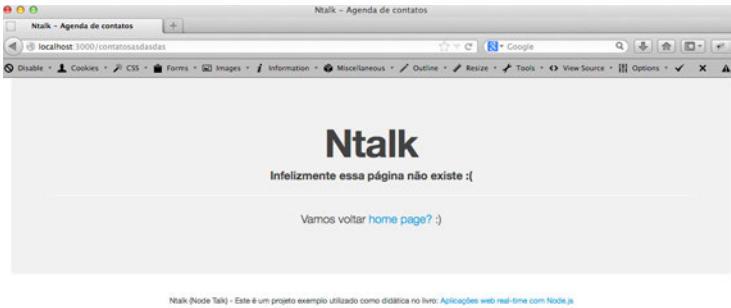 Ntalk - Agenda de contatos
Ntalk - Agenda de contatos
localhost:3000/contatosasdasdas
Google
Disable Cookies CSS Forms Images Information Miscellaneous Outline Resize Tools View Source Options
Ntalk
Infelizmente essa página não existe :(
Vamos voltar home page? :)
Ntalk (Node Talk) - Este é um projeto exemplo utilizado como didática no livro: Aplicações web real-time com Node.js